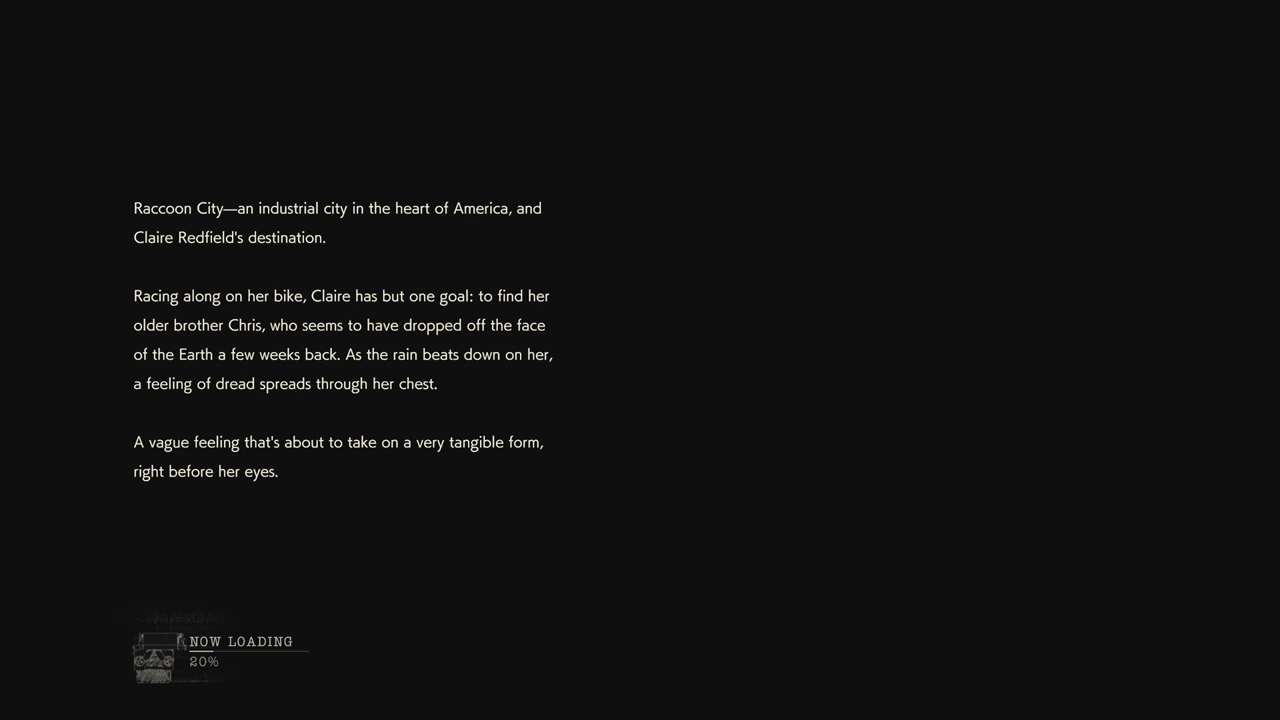 Raccoon City—an industrial city in the heart of America, and
Claire Redfield's destination.
Racing along on her bike, Claire has but one goal: to find her
older brother Chris, who seems to have dropped off the face
of the Earth a few weeks back. As the rain beats down on her,
a feeling of dread spreads through her chest.
A vague feeling that's about to take on a very tangible form,
right before her eyes.
NOW LOADING
20%